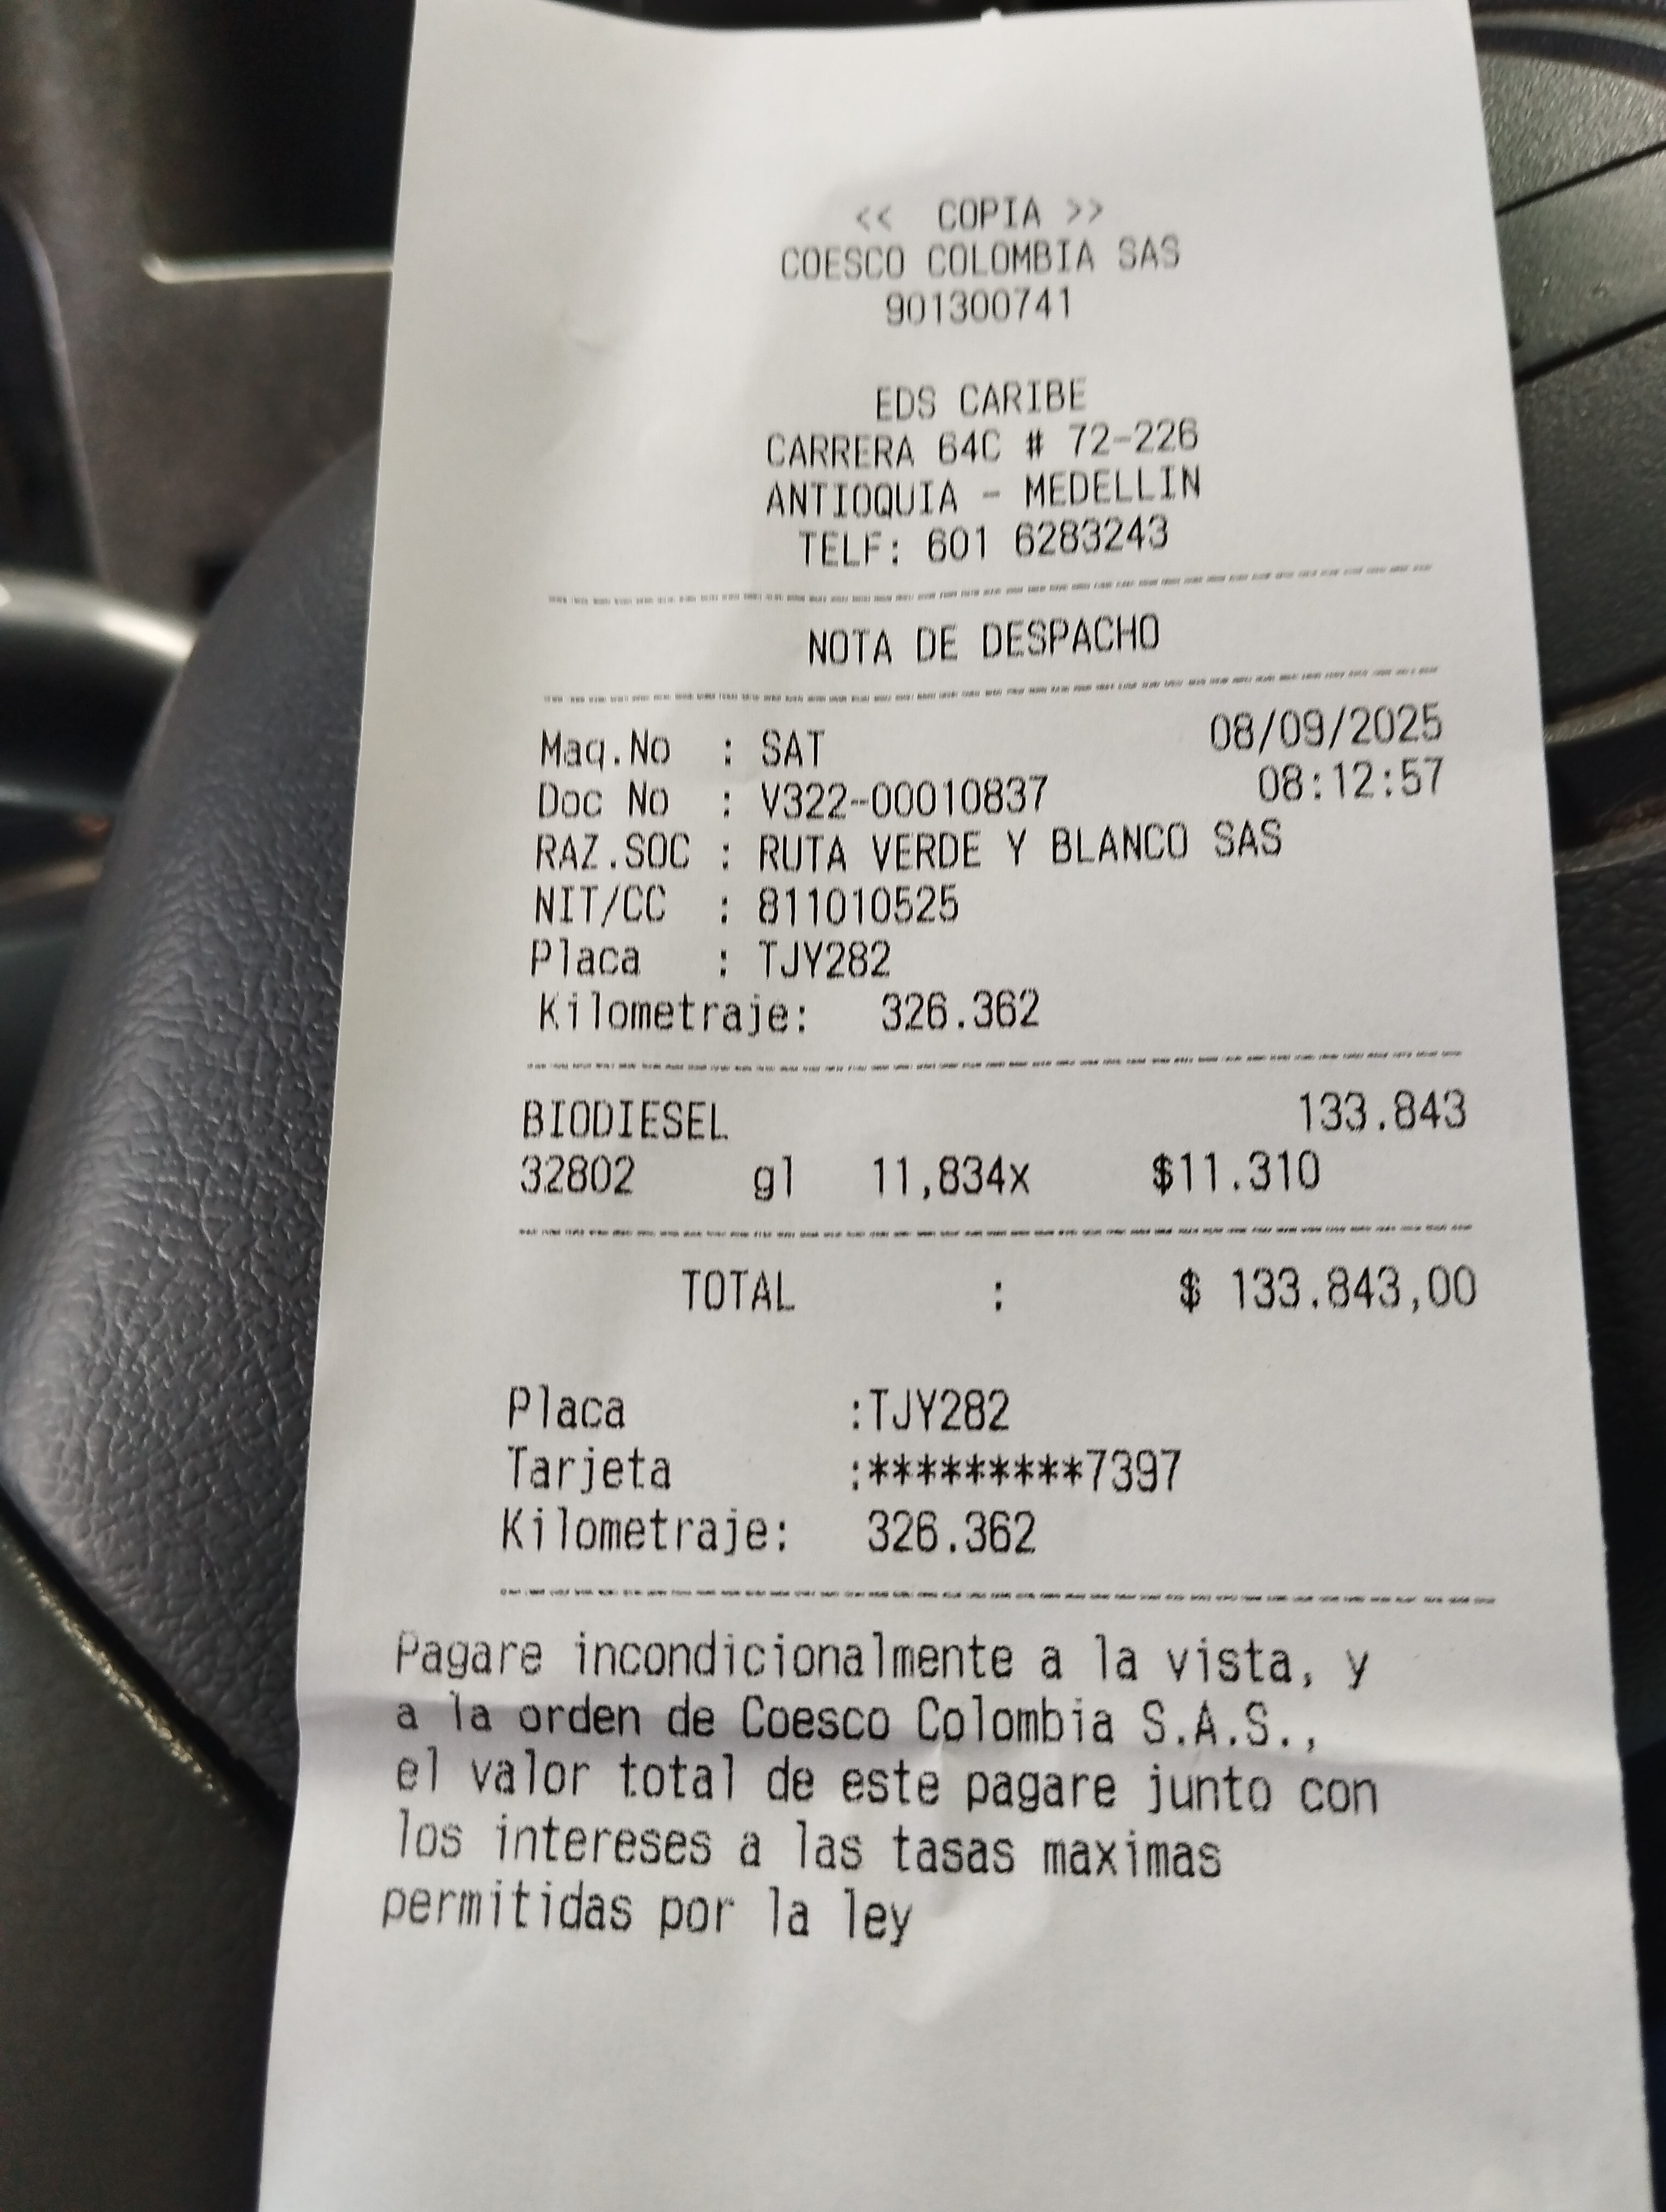 << COPIA >>
COESCO COLOMBIA SAS
901300741
EDS CARIBE
CARRERA 64C # 72-226
ANTIOQUIA - MEDELLIN
TELF: 601 6283243
NOTA DE DESPACHO
Maq.No : SAT 08/09/2025
Doc No : V322-00010837 08:12:57
RAZ.SOC : RUTA VERDE Y BLANCO SAS
NIT/CC : 811010525
Placa : TJY282
Kilometraje: 326.362
BIODIESEL 133.843
32802 gl 11,834x $11.310
TOTAL : $ 133.843,00
Placa :TJY282
Tarjeta :*********7397
Kilometraje: 326.362
Pagare incondicionalmente a la vista, y
a la orden de Coesco Colombia S.A.S.,
el valor total de este pagare junto con
los intereses a las tasas maximas
permitidas por la ley